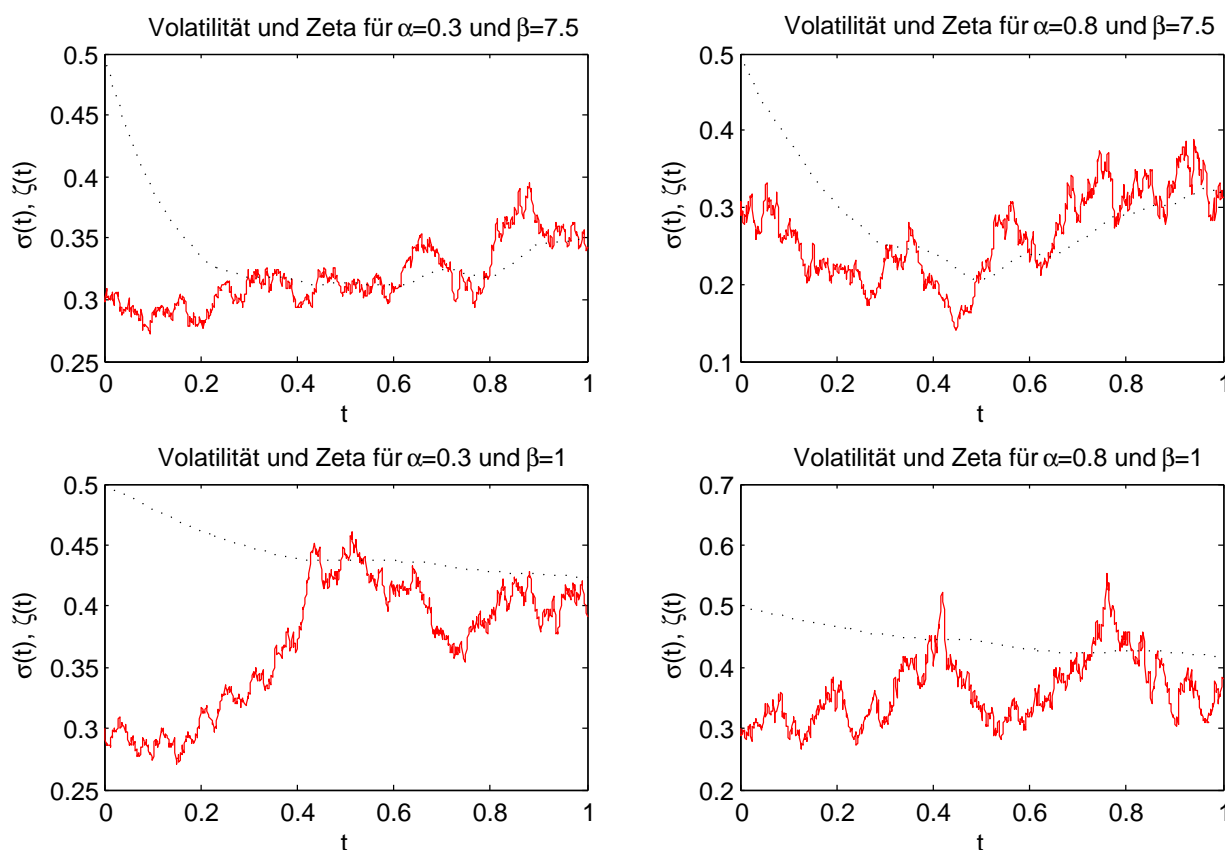 Volatilität und Zeta für α=0.3 und β=7.5
0.5
0.45
0.4
0.35
0.3
0.25
σ(t), ζ(t)
0 0.2 0.4 0.6 0.8 1
t
Volatilität und Zeta für α=0.8 und β=7.5
0.5
0.4
0.3
0.2
0.1
σ(t), ζ(t)
0 0.2 0.4 0.6 0.8 1
t
Volatilität und Zeta für α=0.3 und β=1
0.5
0.45
0.4
0.35
0.3
0.25
σ(t), ζ(t)
0 0.2 0.4 0.6 0.8 1
t
Volatilität und Zeta für α=0.8 und β=1
0.7
0.6
0.5
0.4
0.3
0.2
σ(t), ζ(t)
0 0.2 0.4 0.6 0.8 1
t